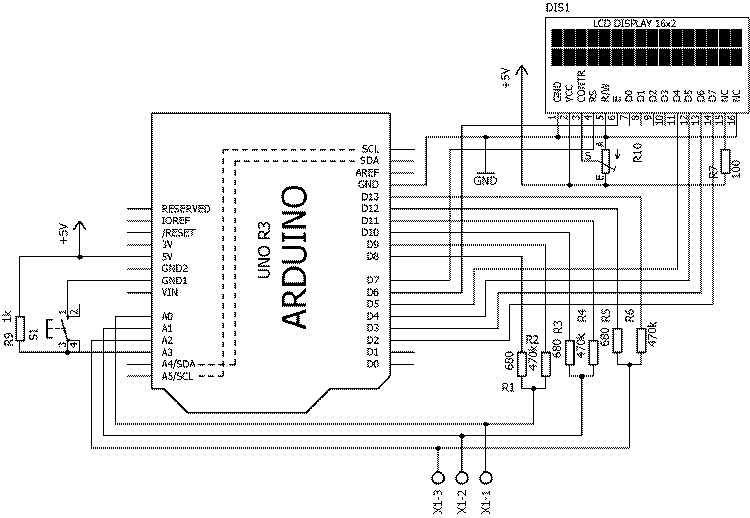 DIS1
LCD DISPLAY 16x2
GND
VCC
CONTR
RS
R/W
E
D0
D1
D2
D3
D4
D5
D6
D7
NC
NC
1
2
3
4
5
6
7
8
9
10
11
12
13
14
15
16
+5V
A
S
E
R10
R7
100
GND
SCL
SDA
AREF
GND
D13
D12
D11
D10
D9
D8
D7
D6
D5
D4
D3
D2
D1
D0
RESERVED
IOREF
/RESET
3V
5V
GND2
GND1
VIN
A0
A1
A2
A3
A4/SDA
A5/SCL
UNO R3
ARDUINO
+5V
R9
1k
S1
1
2
3
4
680
R1
R2
470k
680
R3
470k
R4
680
R5
R6
470k
X1-3
X1-2
X1-1